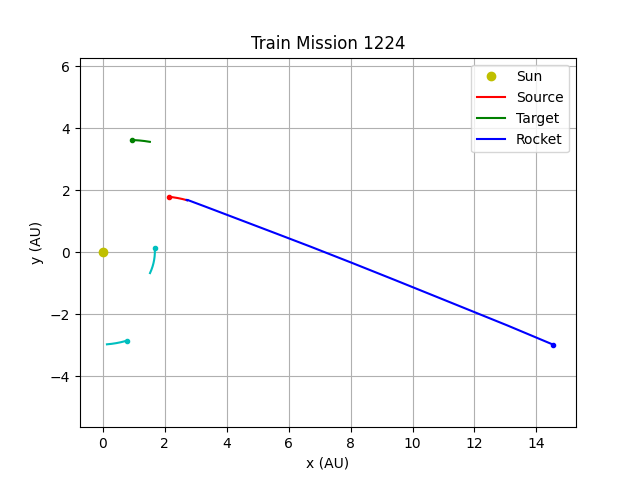 Train Mission 1224
Sun
Source
Target
Rocket
6
4
2
0
−2
−4
y (AU)
0 2 4 6 8 10 12 14
x (AU)